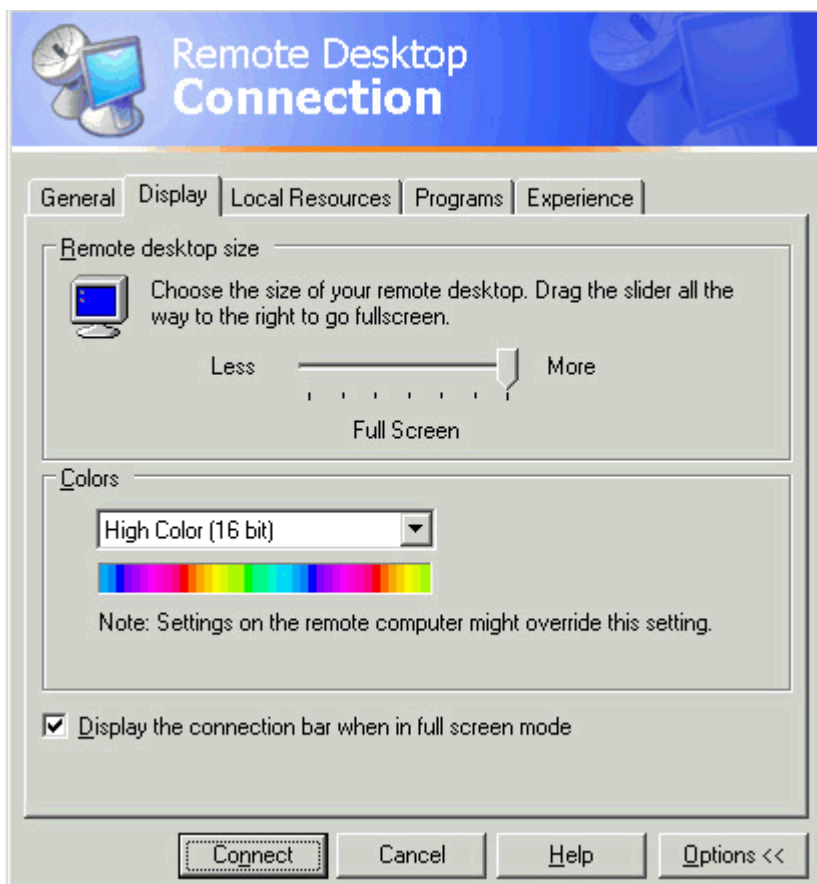 Remote Desktop
Connection
General Display Local Resources Programs Experience
Remote desktop size
Choose the size of your remote desktop. Drag the slider all the
way to the right to go fullscreen.
Less More
Full Screen
Colors
High Color (16 bit)
Note: Settings on the remote computer might override this setting.
Display the connection bar when in full screen mode
Connect Cancel Help Options <<